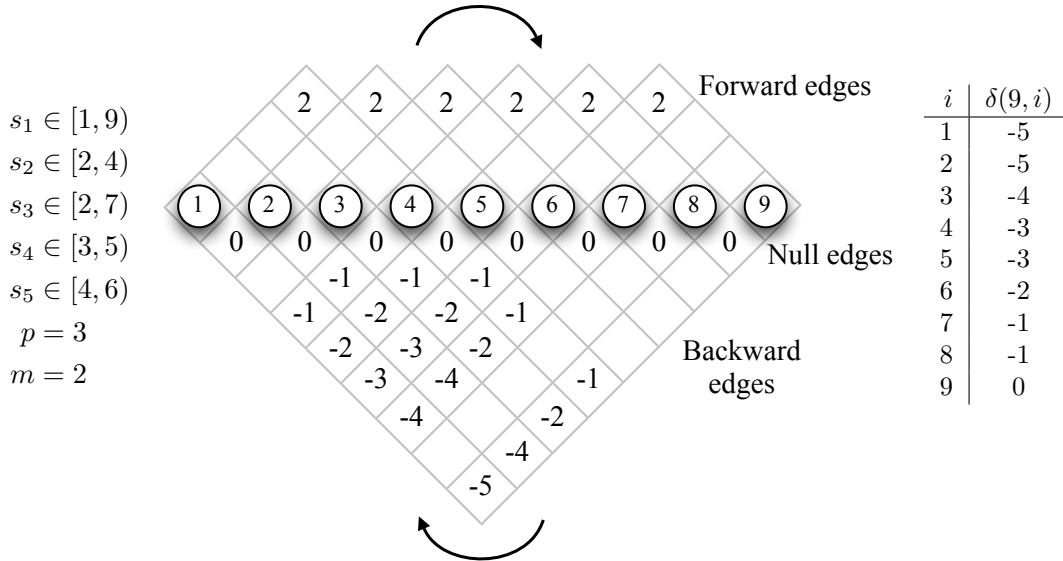 s₁ ∈ [1, 9)
s₂ ∈ [2, 4)
s₃ ∈ [2, 7)
s₄ ∈ [3, 5)
s₅ ∈ [4, 6)
p = 3
m = 2
2 2 2 2 2 2
Forward edges
1 2 3 4 5 6 7 8 9
0 0 0 0 0 0 0 0
Null edges
-1 -1 -1
-1 -2 -2 -1
-2 -3 -2
Backward
edges
-3 -4 -1
-4 -2
-4
-5
i δ(9, i)
1 -5
2 -5
3 -4
4 -3
5 -3
6 -2
7 -1
8 -1
9 0